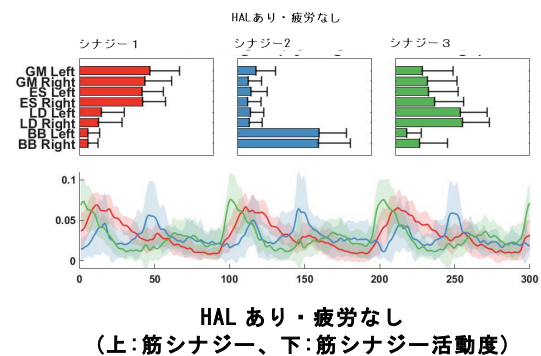 HALあり・疲労なし
シナジー１ シナジー2 シナジー３
GM Left
GM Right
ES Left
ES Right
LD Left
LD Right
BB Left
BB Right
0.1
0.05
0
0 50 100 150 200 250 300
HAL あり・疲労なし
（上：筋シナジー、下：筋シナジー活動度）